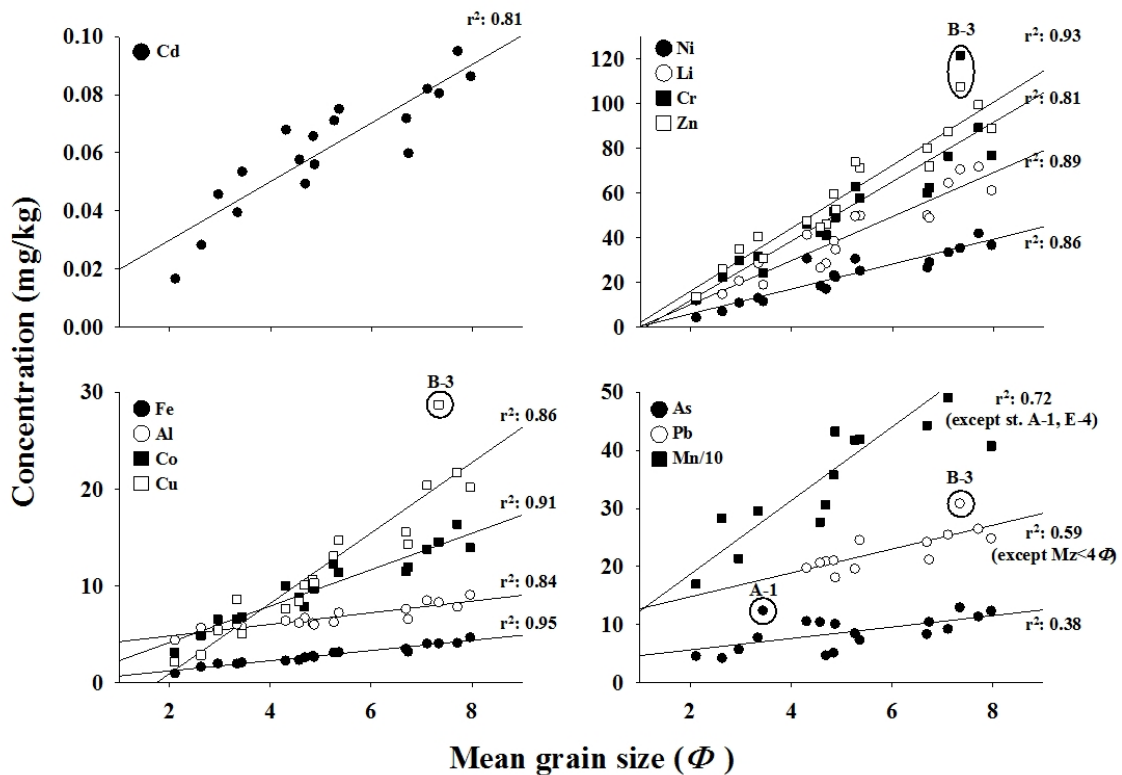 Concentration (mg/kg)
Mean grain size (Φ )
r²: 0.81
Cd
0.10
0.08
0.06
0.04
0.02
0.00
B-3
r²: 0.93
r²: 0.81
r²: 0.89
r²: 0.86
Ni
Li
Cr
Zn
120
100
80
60
40
20
0
B-3
r²: 0.86
r²: 0.91
r²: 0.84
r²: 0.95
Fe
Al
Co
Cu
30
20
10
0
2 4 6 8
As
Pb
Mn/10
r²: 0.72
(except st. A-1, E-4)
B-3
r²: 0.59
(except Mz<4Φ)
A-1
r²: 0.38
50
40
30
20
10
0
2 4 6 8